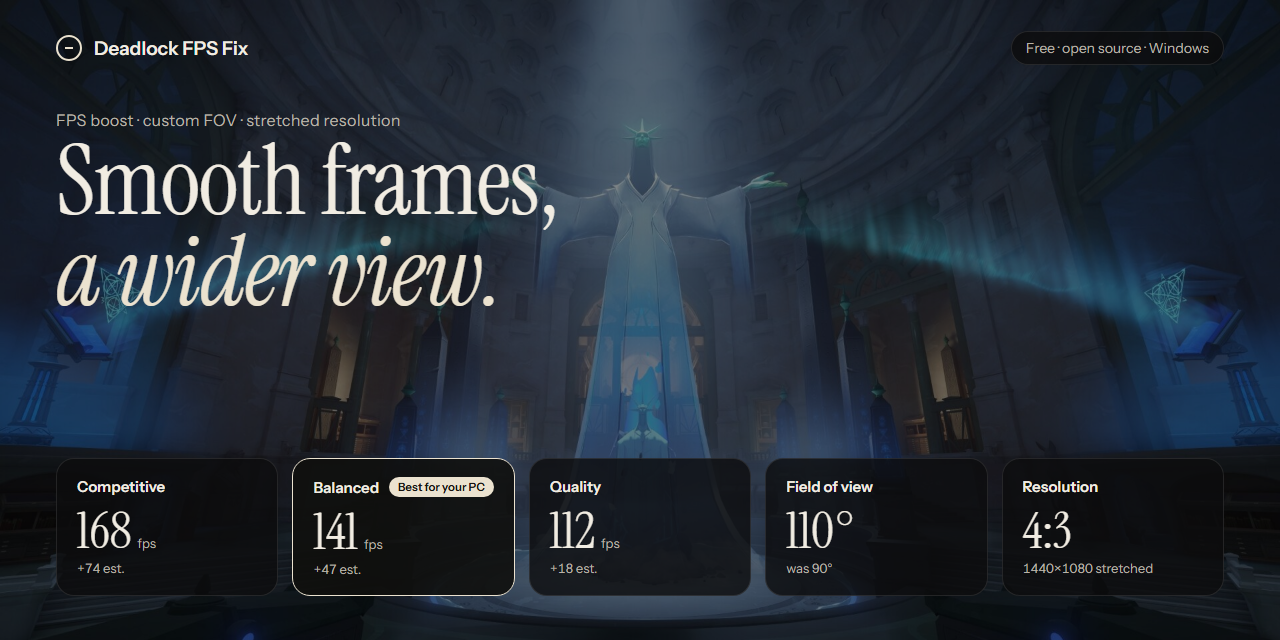 Deadlock FPS Fix
Free · open source · Windows
FPS boost · custom FOV · stretched resolution
Smooth frames,
a wider view.
Competitive
168 fps
+74 est.
Balanced
Best for your PC
141 fps
+47 est.
Quality
112 fps
+18 est.
Field of view
110°
was 90°
Resolution
4:3
1440×1080 stretched